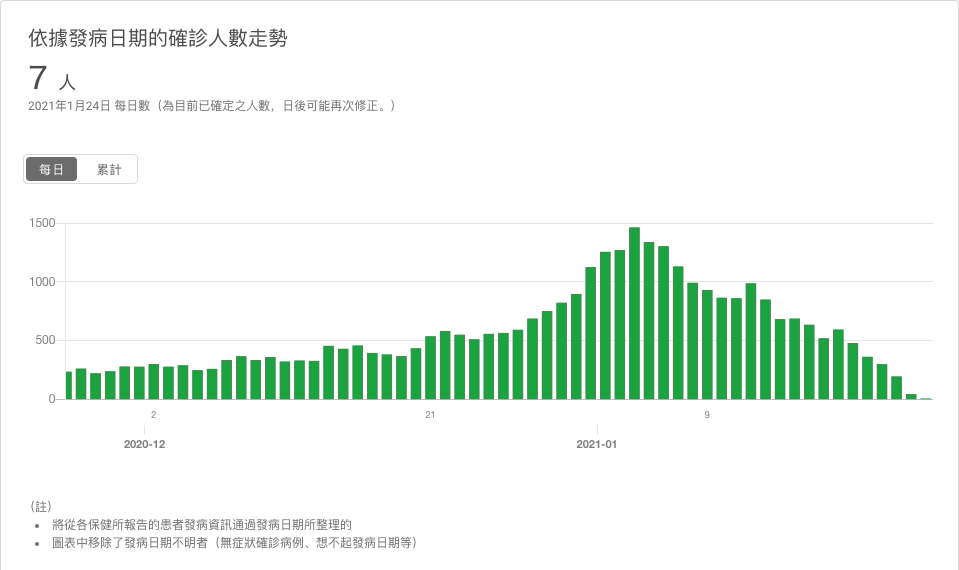 依據發病日期的確診人數走勢
7 人
2021年1月24日 每日數（為目前已確定之人數，日後可能再次修正。）
每日 累計
1500
1000
500
0
2 21 9
2020-12 2021-01
（註）
• 將從各保健所報告的患者發病資訊通過發病日期所整理的
• 圖表中移除了發病日期不明者（無症狀確診病例、想不起發病日期等）